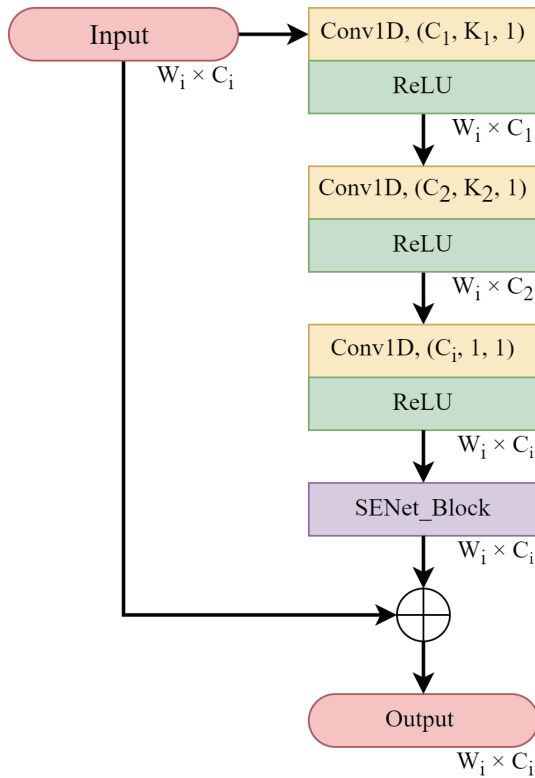 Input
W_i × C_i
Conv1D, (C_1, K_1, 1)
ReLU
W_i × C_1
Conv1D, (C_2, K_2, 1)
ReLU
W_i × C_2
Conv1D, (C_i, 1, 1)
ReLU
W_i × C_i
SENet_Block
W_i × C_i
Output
W_i × C_i